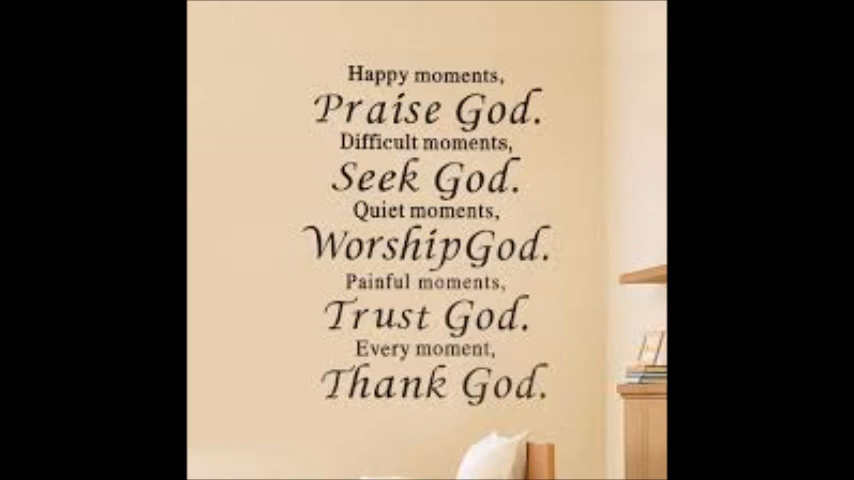 Happy moments,
Praise God.
Difficult moments,
Seek God.
Quiet moments,
WorshipGod.
Painful moments,
Trust God.
Every moment,
Thank God.